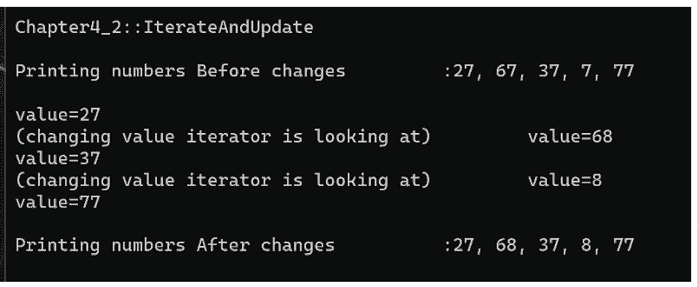 Chapter4_2::IterateAndUpdate
Printing numbers Before changes :27, 67, 37, 7, 77
value=27
(changing value iterator is looking at) value=68
value=37
(changing value iterator is looking at) value=8
value=77
Printing numbers After changes :27, 68, 37, 8, 77